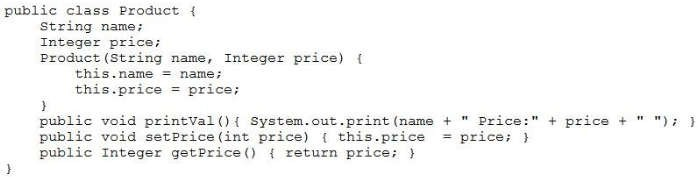 public class Product {
    String name;
    Integer price;
    Product(String name, Integer price) {
        this.name = name;
        this.price = price;
    }
    public void printVal(){ System.out.print(name + " Price:" + price + " "); }
    public void setPrice(int price) { this.price  = price; }
    public Integer getPrice() { return price; }
}